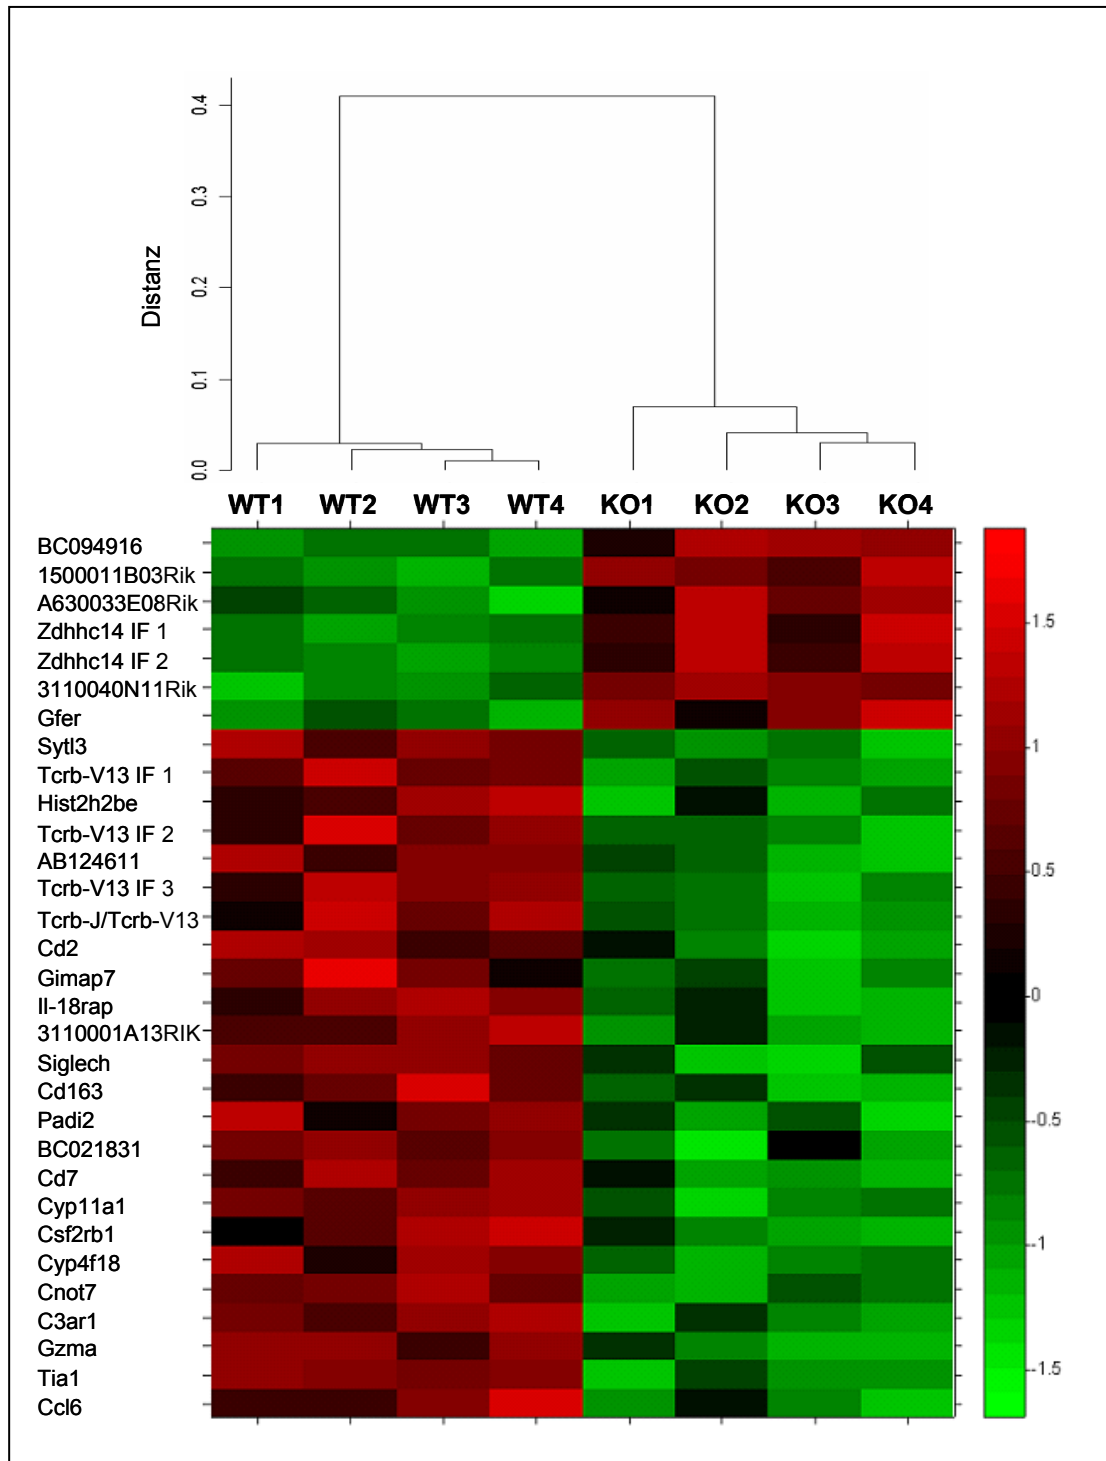 0.4
0.3
0.2
0.1
0.0
Distanz
WT1 WT2 WT3 WT4 KO1 KO2 KO3 KO4
BC094916
1500011B03Rik
A630033E08Rik
Zdhhc14 IF 1
Zdhhc14 IF 2
3110040N11Rik
Gfer
Sytl3
Tcrb-V13 IF 1
Hist2h2be
Tcrb-V13 IF 2
AB124611
Tcrb-V13 IF 3
Tcrb-J/Tcrb-V13
Cd2
Gimap7
Il-18rap
3110001A13RIK
Siglech
Cd163
Padi2
BC021831
Cd7
Cyp11a1
Csf2rb1
Cyp4f18
Cnot7
C3ar1
Gzma
Tia1
Ccl6
1.5
1
0.5
0
-0.5
-1
-1.5